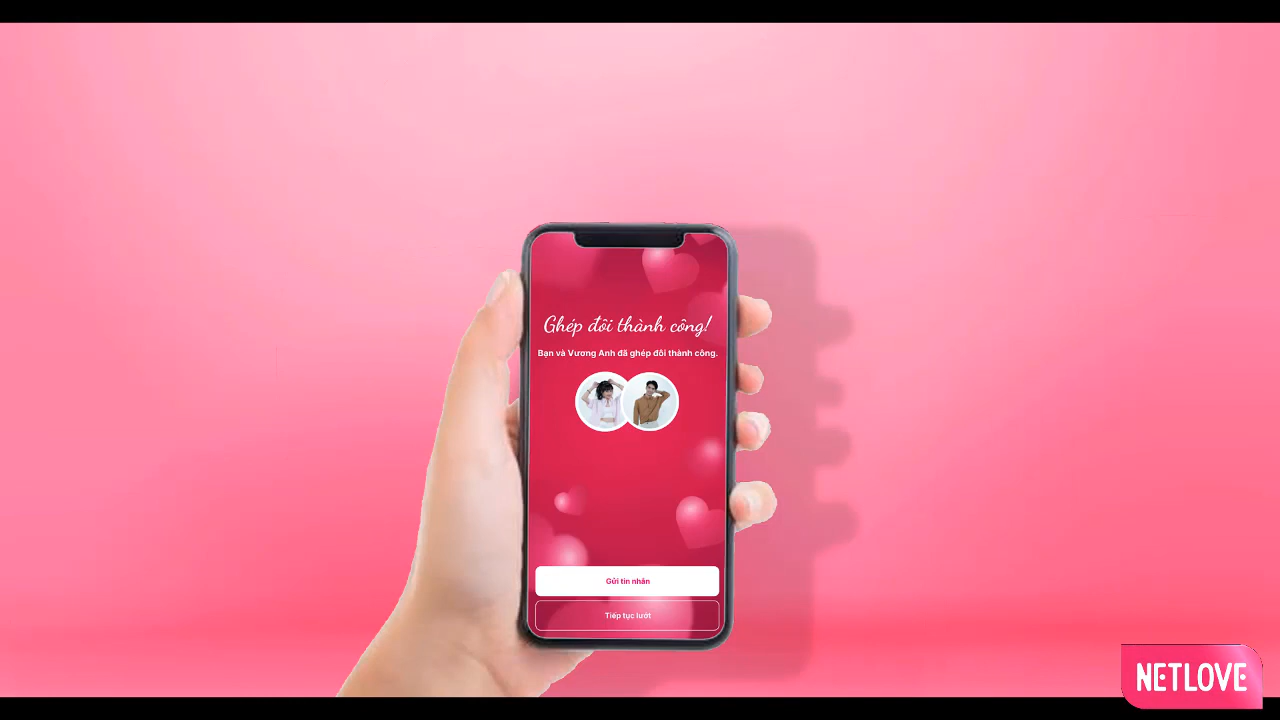 Ghép đôi thành công!
Bạn và Vương Anh đã ghép đôi thành công.
Gửi tin nhắn
Tiếp tục lướt
NETLOVE